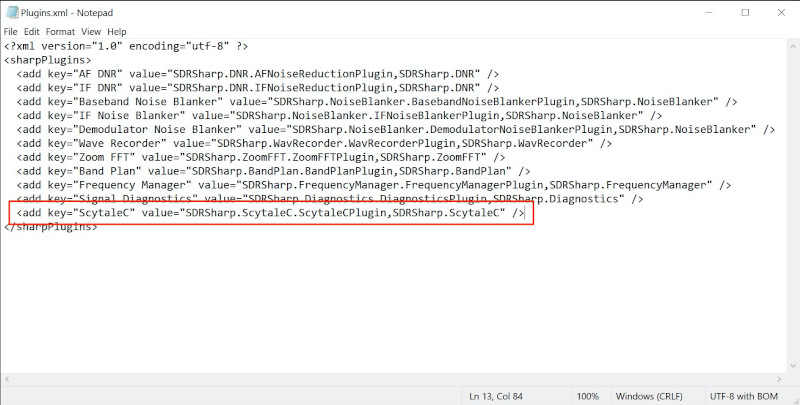 Plugins.xml - Notepad
File Edit Format View Help
<?xml version="1.0" encoding="utf-8" ?>
<sharpPlugins>
<add key="AF DNR" value="SDRSharp.DNR.AFNoiseReductionPlugin,SDRSharp.DNR" />
<add key="IF DNR" value="SDRSharp.DNR.IFNoiseReductionPlugin,SDRSharp.DNR" />
<add key="Baseband Noise Blanker" value="SDRSharp.NoiseBlanker.BasebandNoiseBlankerPlugin,SDRSharp.NoiseBlanker" />
<add key="IF Noise Blanker" value="SDRSharp.NoiseBlanker.IFNoiseBlankerPlugin,SDRSharp.NoiseBlanker" />
<add key="Demodulator Noise Blanker" value="SDRSharp.NoiseBlanker.DemodulatorNoiseBlankerPlugin,SDRSharp.NoiseBlanker" />
<add key="Wave Recorder" value="SDRSharp.WavRecorder.WavRecorderPlugin,SDRSharp.WavRecorder" />
<add key="Zoom FFT" value="SDRSharp.ZoomFFT.ZoomFFTPlugin,SDRSharp.ZoomFFT" />
<add key="Band Plan" value="SDRSharp.BandPlan.BandPlanPlugin,SDRSharp.BandPlan" />
<add key="Frequency Manager" value="SDRSharp.FrequencyManager.FrequencyManagerPlugin,SDRSharp.FrequencyManager" />
<add key="Signal Diagnostics" value="SDRSharp.Diagnostics.DiagnosticsPlugin,SDRSharp.Diagnostics" />
<add key="ScytaleC" value="SDRSharp.ScytaleC.ScytaleCPlugin,SDRSharp.ScytaleC" />
</sharpPlugins>
Ln 13, Col 84 100% Windows (CRLF) UTF-8 with BOM